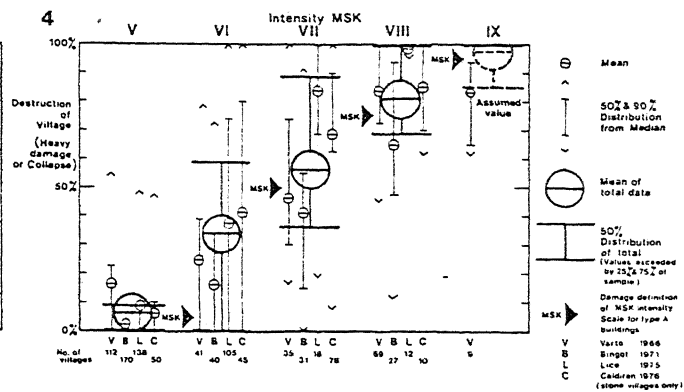 4
Intensity MSK
V VI VII VIII IX
100%
Destruction
of
Village
(Heavy
damage
or Collapse)
50%
0%
MSK
MSK
MSK
MSK
Assumed
value
V B L C V B L C V B L C V B L C V
No. of
villages
112 138 41 105 35 18 69 12 9
170 50 40 45 31 78 27 10
Mean
50% & 90%
Distribution
from Median
Mean of
total data
50%
Distribution
of total
(Values exceeded
by 25% & 75% of
sample)
MSK
Damage definition
of MSK intensity
Scale for type A
buildings
V Varto 1966
B Bingol 1971
L Lice 1975
C Caldiran 1976
(stone villages only)